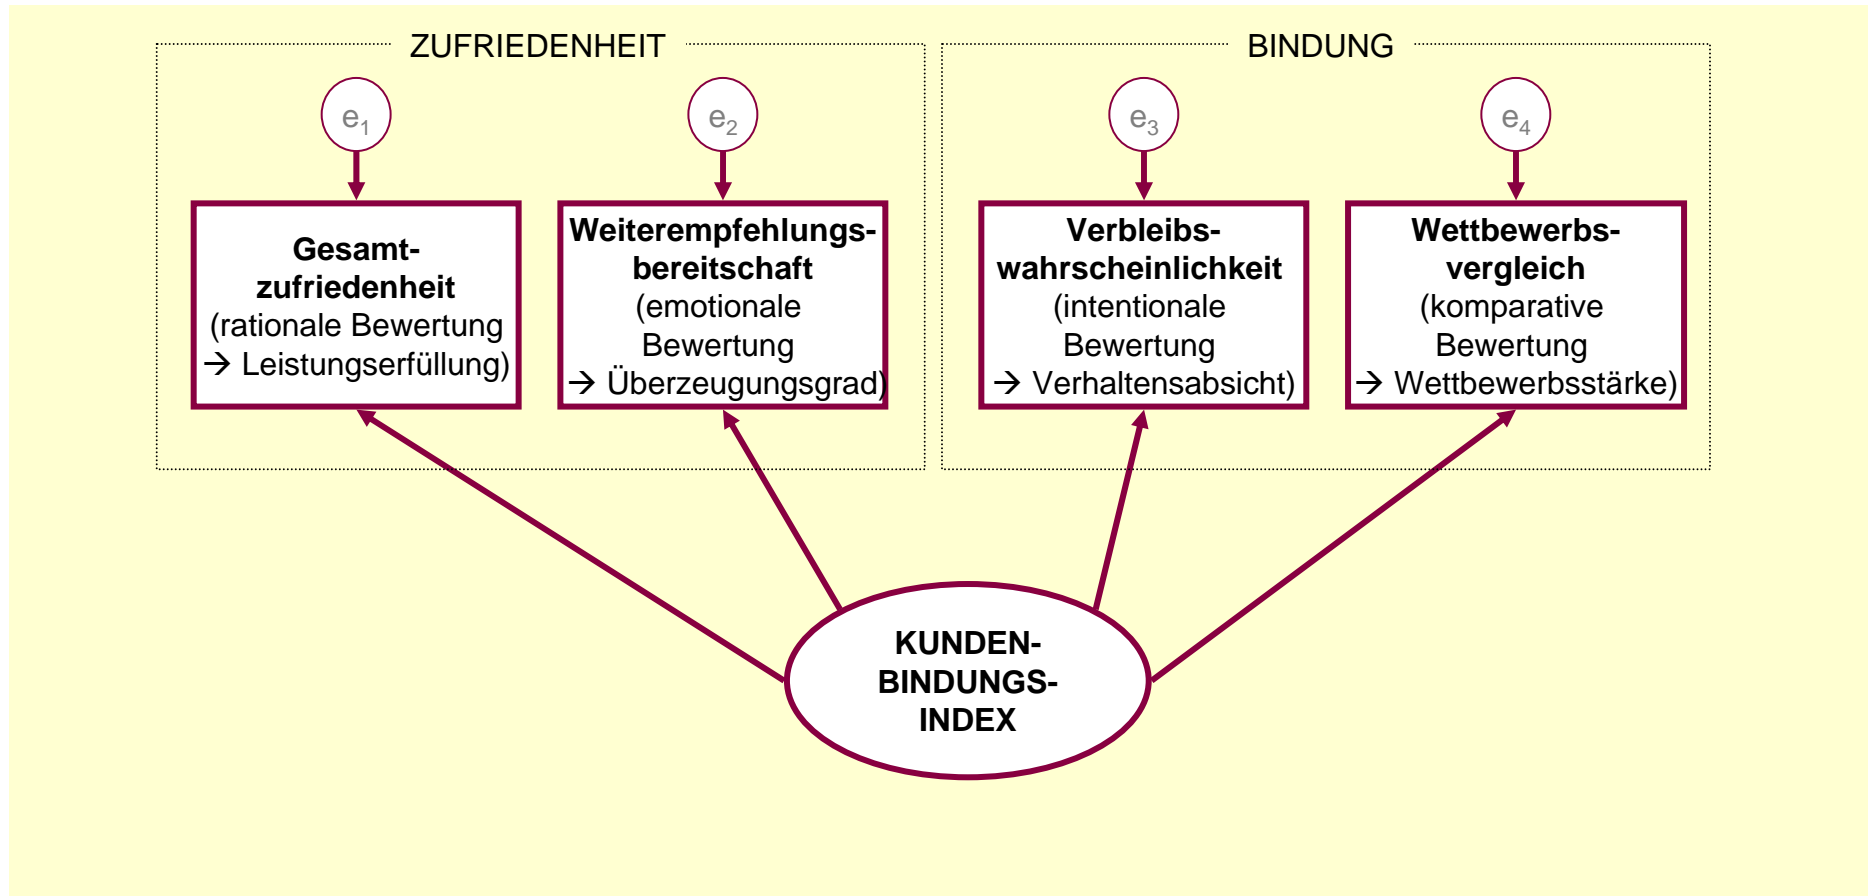 ZUFRIEDENHEIT
BINDUNG
e₁
e₂
e₃
e₄
Gesamt-
zufriedenheit
(rationale Bewertung
→ Leistungserfüllung)
Weiterempfehlungs-
bereitschaft
(emotionale
Bewertung
→ Überzeugungsgrad)
Verbleibs-
wahrscheinlichkeit
(intentionale
Bewertung
→ Verhaltensabsicht)
Wettbewerbs-
vergleich
(komparative
Bewertung
→ Wettbewerbsstärke)
KUNDEN-
BINDUNGS-
INDEX